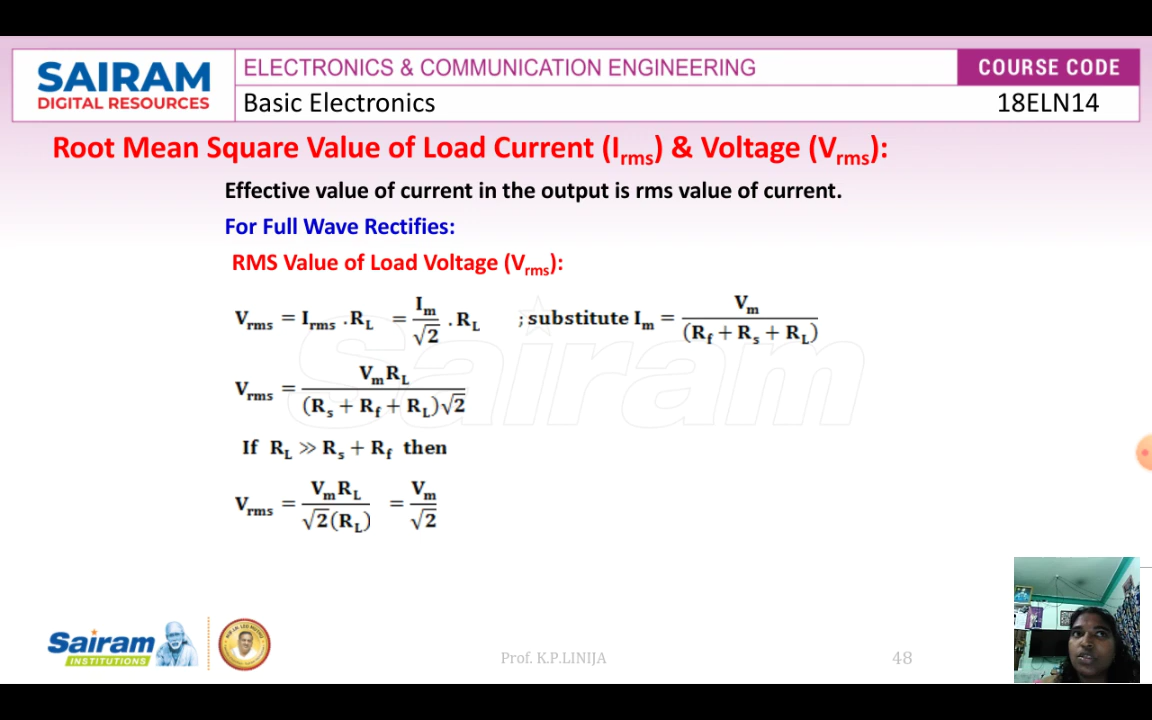 SAIRAM
DIGITAL RESOURCES
ELECTRONICS & COMMUNICATION ENGINEERING
COURSE CODE
Basic Electronics
18ELN14
Root Mean Square Value of Load Current (Irms) & Voltage (Vrms):
Effective value of current in the output is rms value of current.
For Full Wave Rectifies:
RMS Value of Load Voltage (Vrms):
Vrms = Irms .RL = Im/√2 . RL ; substitute Im = Vm/(Rf + Rs + RL)
Vrms = VmRL/(Rs + Rf + RL)√2
If RL ≫ Rs + Rf then
Vrms = VmRL/√2(RL) = Vm/√2
Sairam
Sairam
INSTITUTIONS
Prof. K.P.LINIJA
48